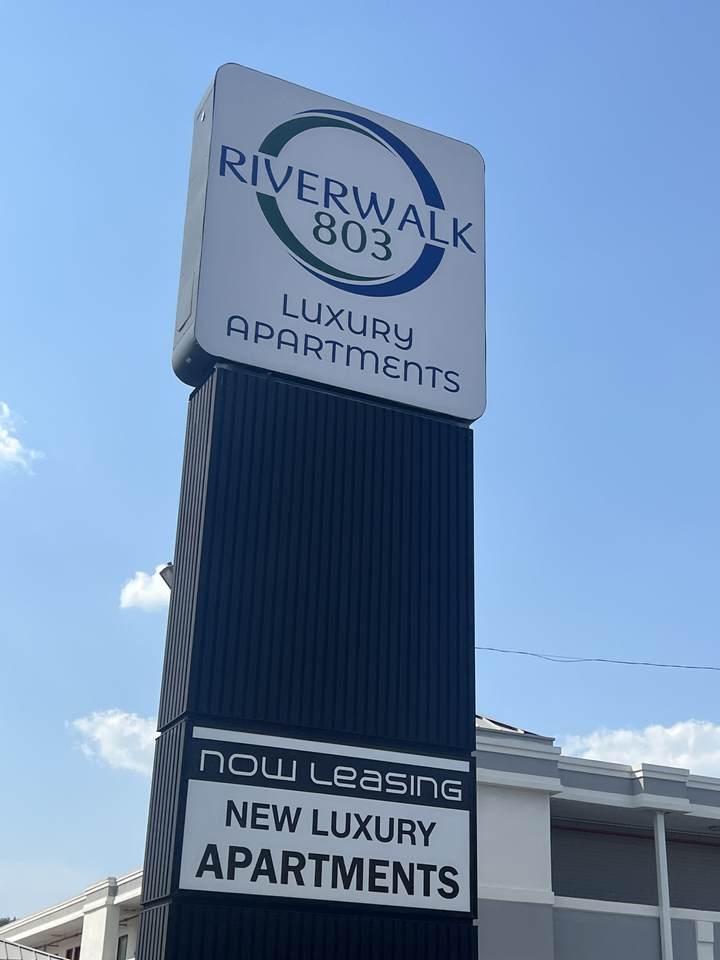 RIVERWALK
803
LUXURY
APARTMENTS
NOW LEASING
NEW LUXURY
APARTMENTS